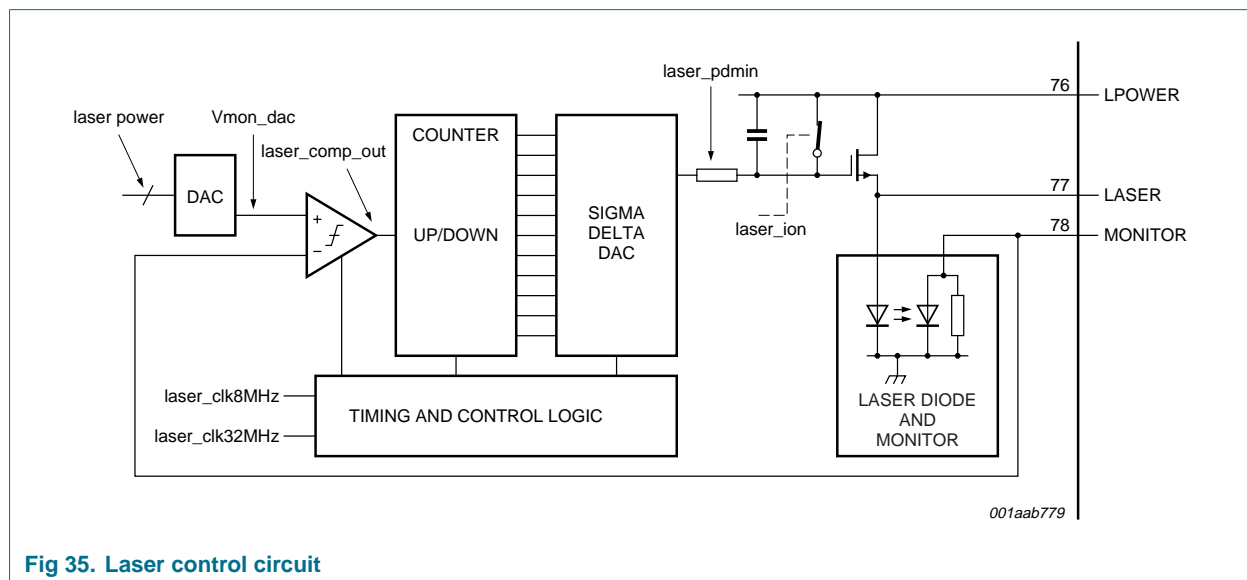 laser_pdmin
76
LPOWER
laser power
Vmon_dac
COUNTER
laser_comp_out
DAC
+
−
UP/DOWN
SIGMA
DELTA
DAC
laser_ion
77
LASER
78
MONITOR
laser_clk8MHz
laser_clk32MHz
TIMING AND CONTROL LOGIC
LASER DIODE
AND
MONITOR
001aab779
Fig 35. Laser control circuit